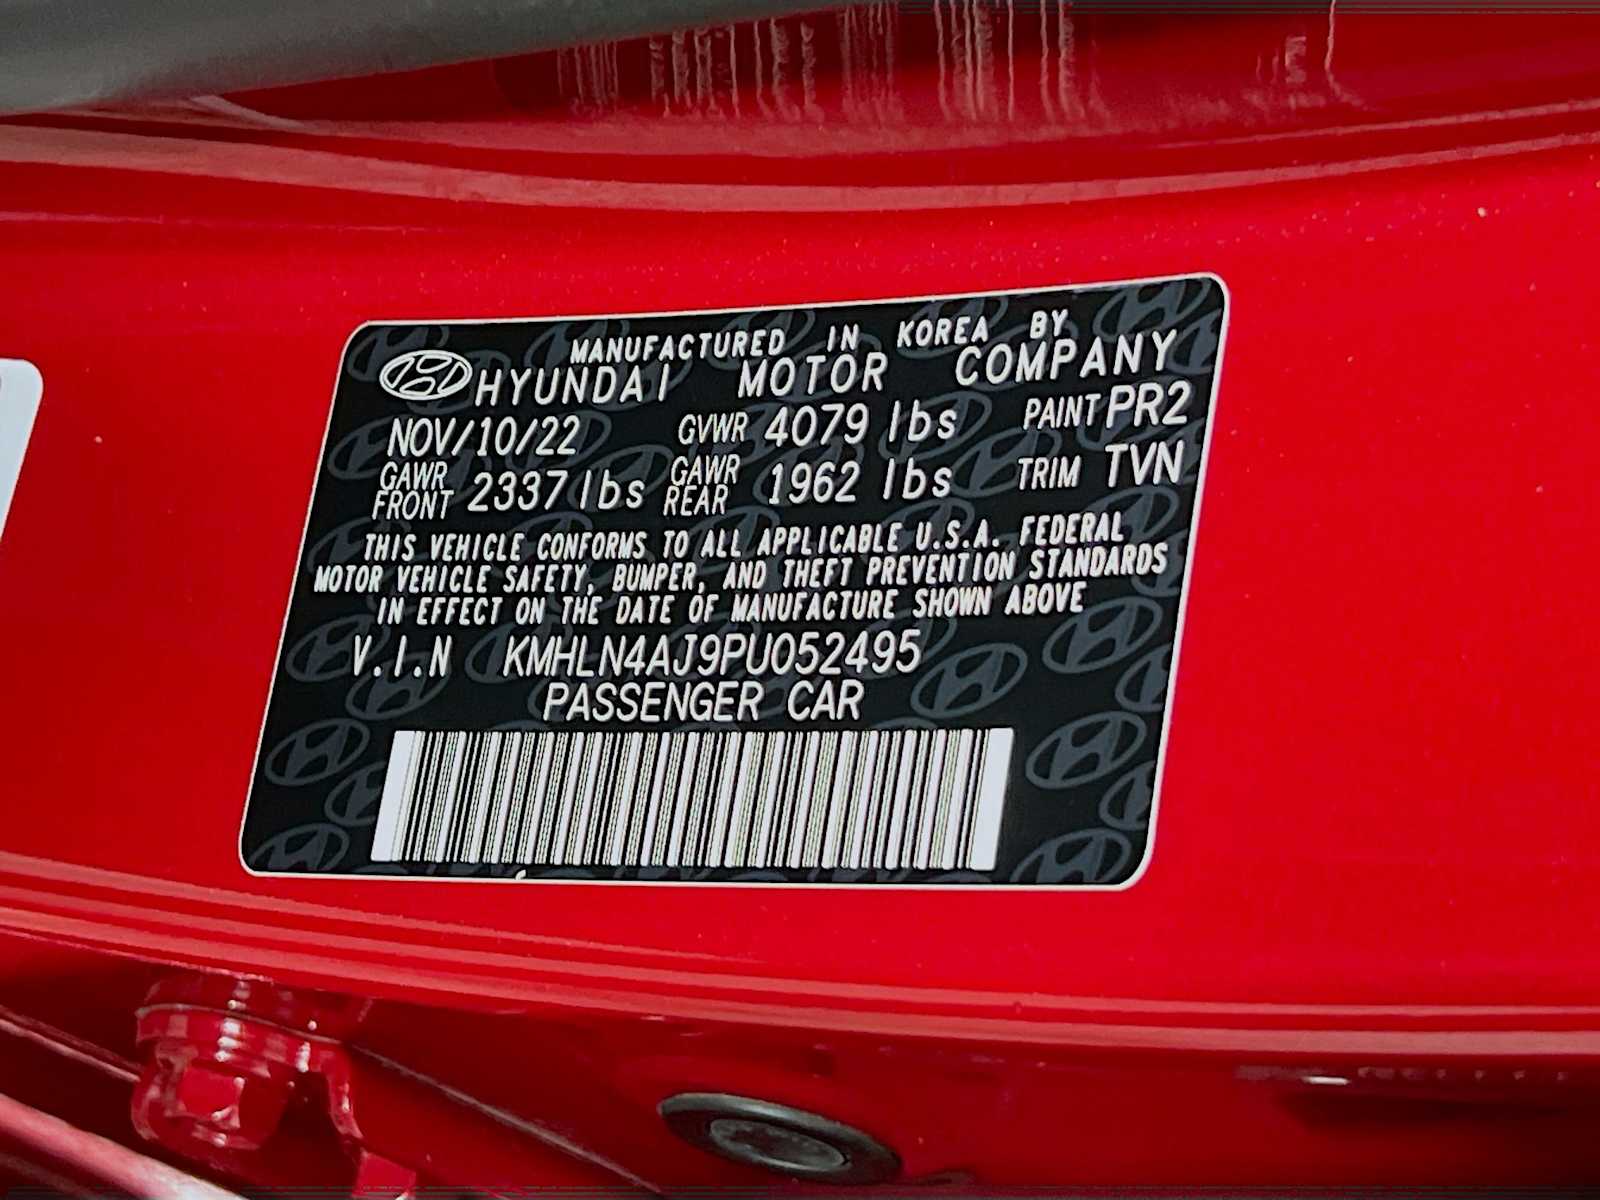 MANUFACTURED IN KOREA BY
HYUNDAI MOTOR COMPANY
NOV/10/22 GVWR 4079 lbs PAINT PR2
GAWR FRONT 2337 lbs GAWR REAR 1962 lbs TRIM TVN
THIS VEHICLE CONFORMS TO ALL APPLICABLE U.S.A. FEDERAL
MOTOR VEHICLE SAFETY, BUMPER, AND THEFT PREVENTION STANDARDS
IN EFFECT ON THE DATE OF MANUFACTURE SHOWN ABOVE
V.I.N KMHLN4AJ9PU052495
PASSENGER CAR